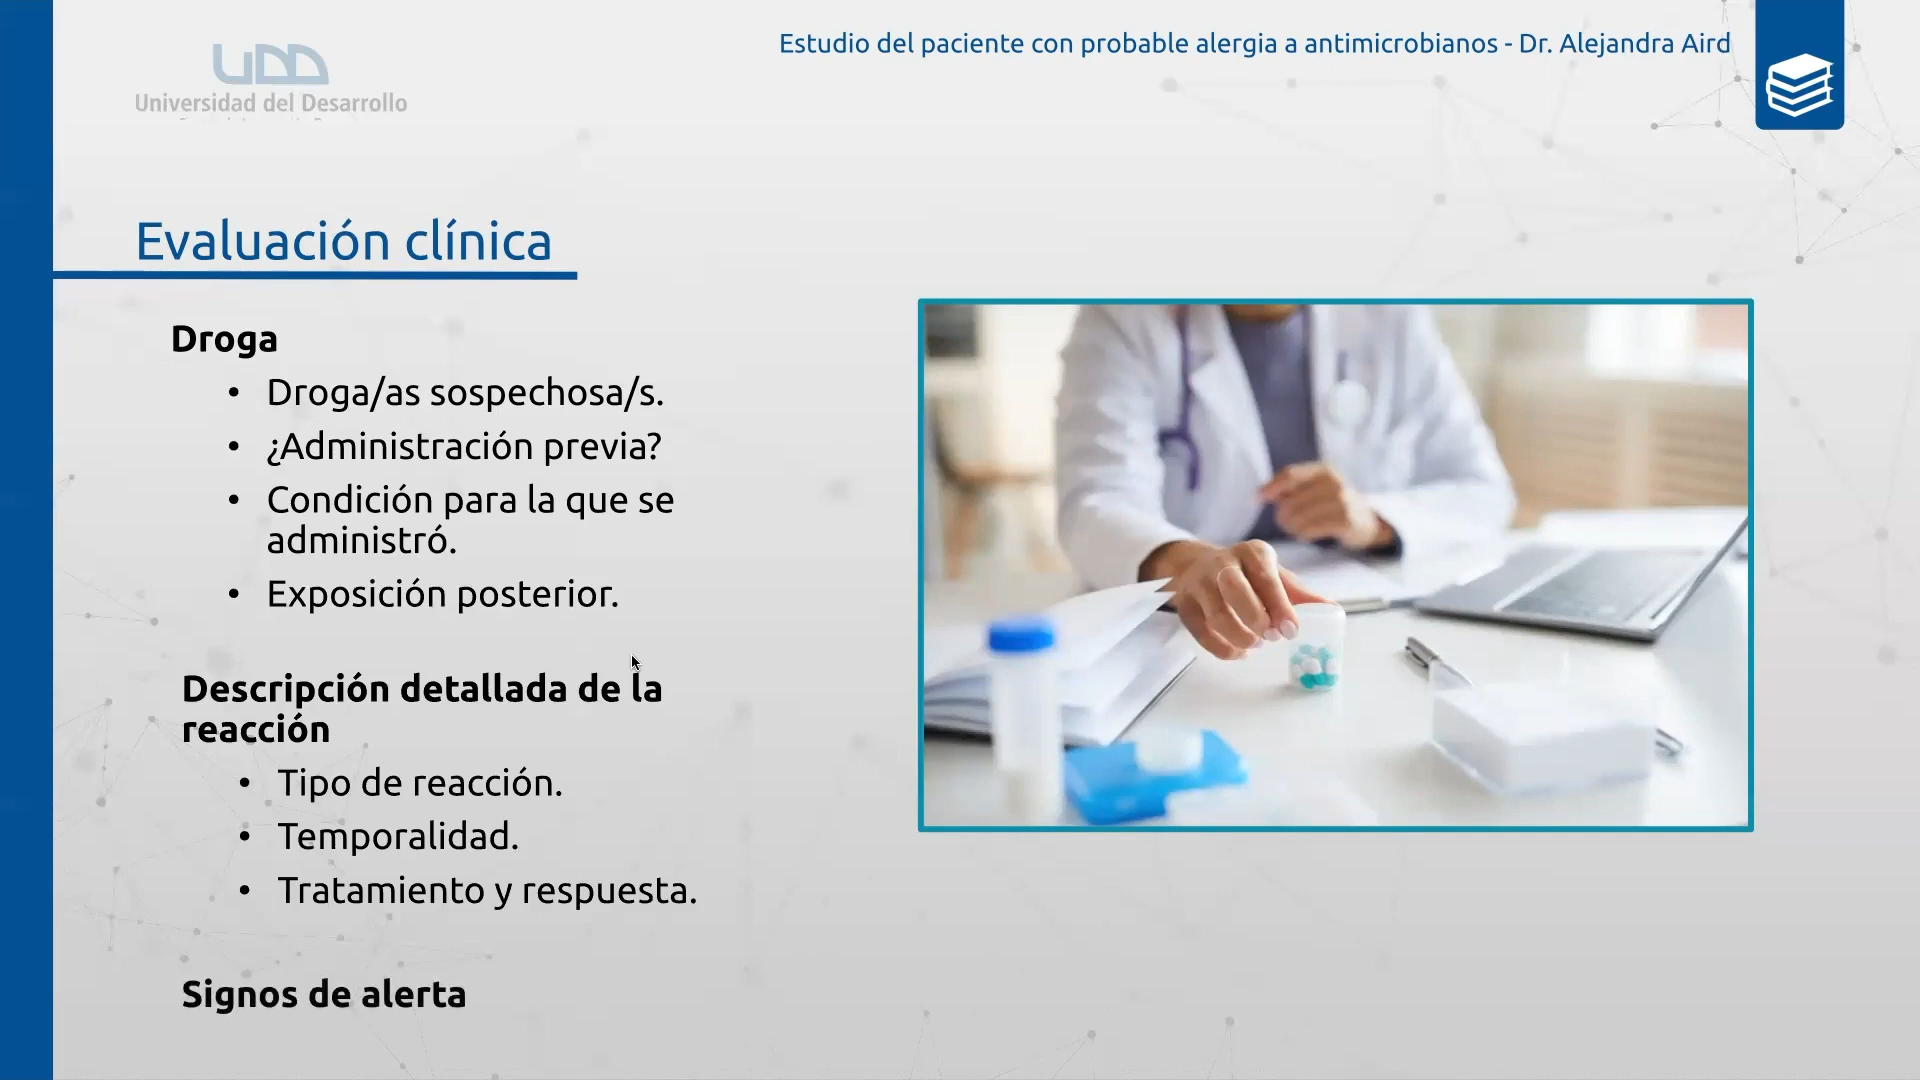 Estudio del paciente con probable alergia a antimicrobianos - Dr. Alejandra Aird
UDD
Universidad del Desarrollo
Evaluación clínica
Droga
• Droga/as sospechosa/s.
• ¿Administración previa?
• Condición para la que se
administró.
• Exposición posterior.
Descripción detallada de la
reacción
• Tipo de reacción.
• Temporalidad.
• Tratamiento y respuesta.
Signos de alerta